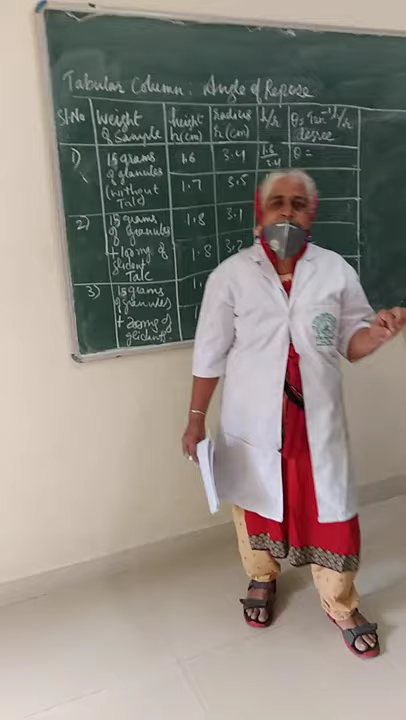 Tabular Column: Angle of Repose
Sl.No Weight of Sample height h(cm) radius r(cm) h/r θ = Tan⁻¹ h/r degree
1) 15 grams of granules (without Talc) 1.6 3.4 1.6/3.4 θ =
1.7 3.5
2) 15 grams of granules + 100 mg of glidant Talc 1.8 3.1
1.8 3.2
3) 15 grams of granules + 200mg of glidant 1.